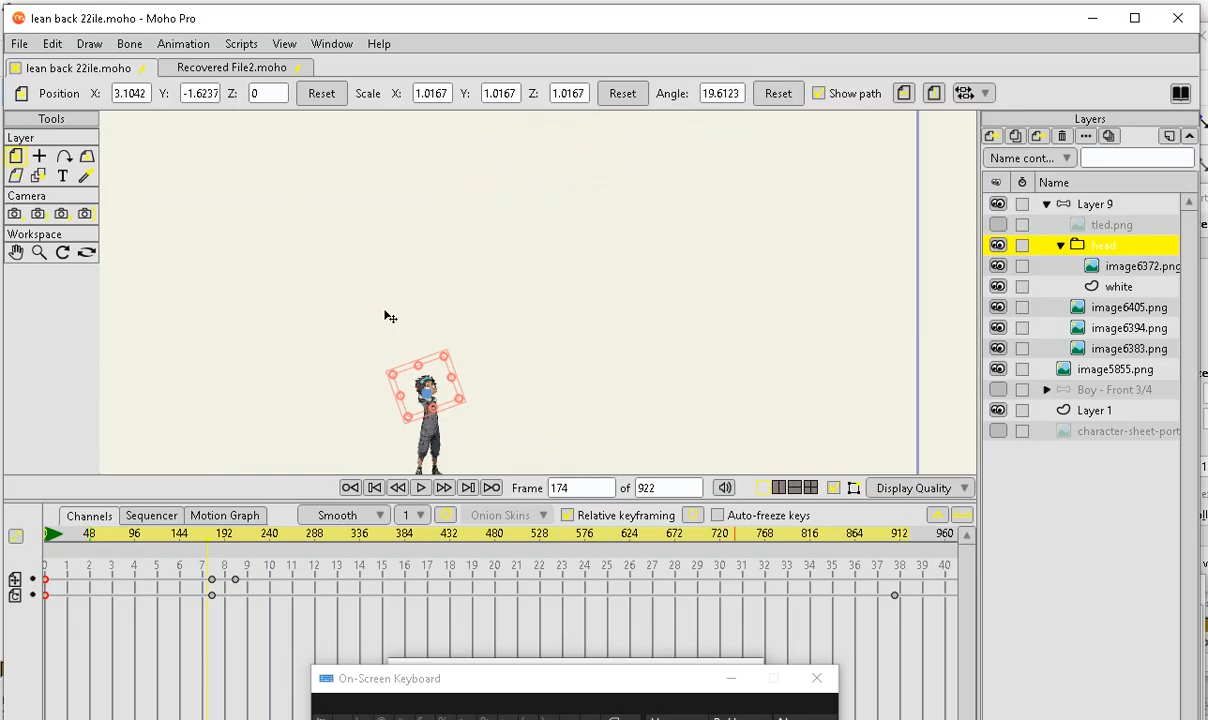 lean back 22ile.moho - Moho Pro
File Edit Draw Bone Animation Scripts View Window Help
lean back 22ile.moho Recovered File2.moho
Position X: 3.1042 Y: -1.6237 Z: 0 Reset Scale X: 1.0167 Y: 1.0167 Z: 1.0167 Reset Angle: 19.6123 Reset Show path
Tools
Layer
T
Camera
Workspace
Layers
Name cont...
Name
Layer 9
tled.png
head
image6372.png
white
image6405.png
image6394.png
image6383.png
image5855.png
Boy - Front 3/4
Layer 1
character-sheet-port
Frame 174 of 922 Display Quality
Channels Sequencer Motion Graph Smooth 1 Onion Skins Relative keyframing Auto-freeze keys
48 96 144 192 240 288 336 384 432 480 528 576 624 672 720 768 816 864 912 960
0 1 2 3 4 5 6 7 8 9 10 11 12 13 14 15 16 17 18 19 20 21 22 23 24 25 26 27 28 29 30 31 32 33 34 35 36 37 38 39 40
On-Screen Keyboard